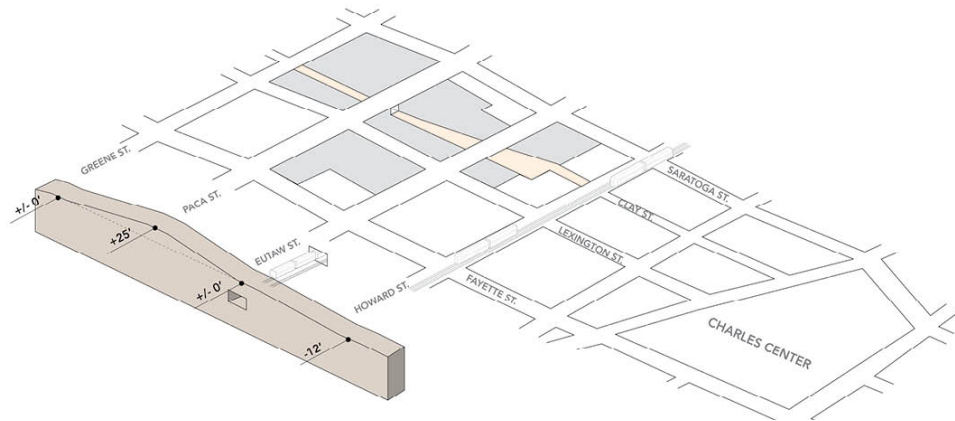 GREENE ST.
PACA ST.
EUTAW ST.
HOWARD ST.
FAYETTE ST.
LEXINGTON ST.
CLAY ST.
SARATOGA ST.
CHARLES CENTER
+/- 0'
+25'
+/- 0'
-12'